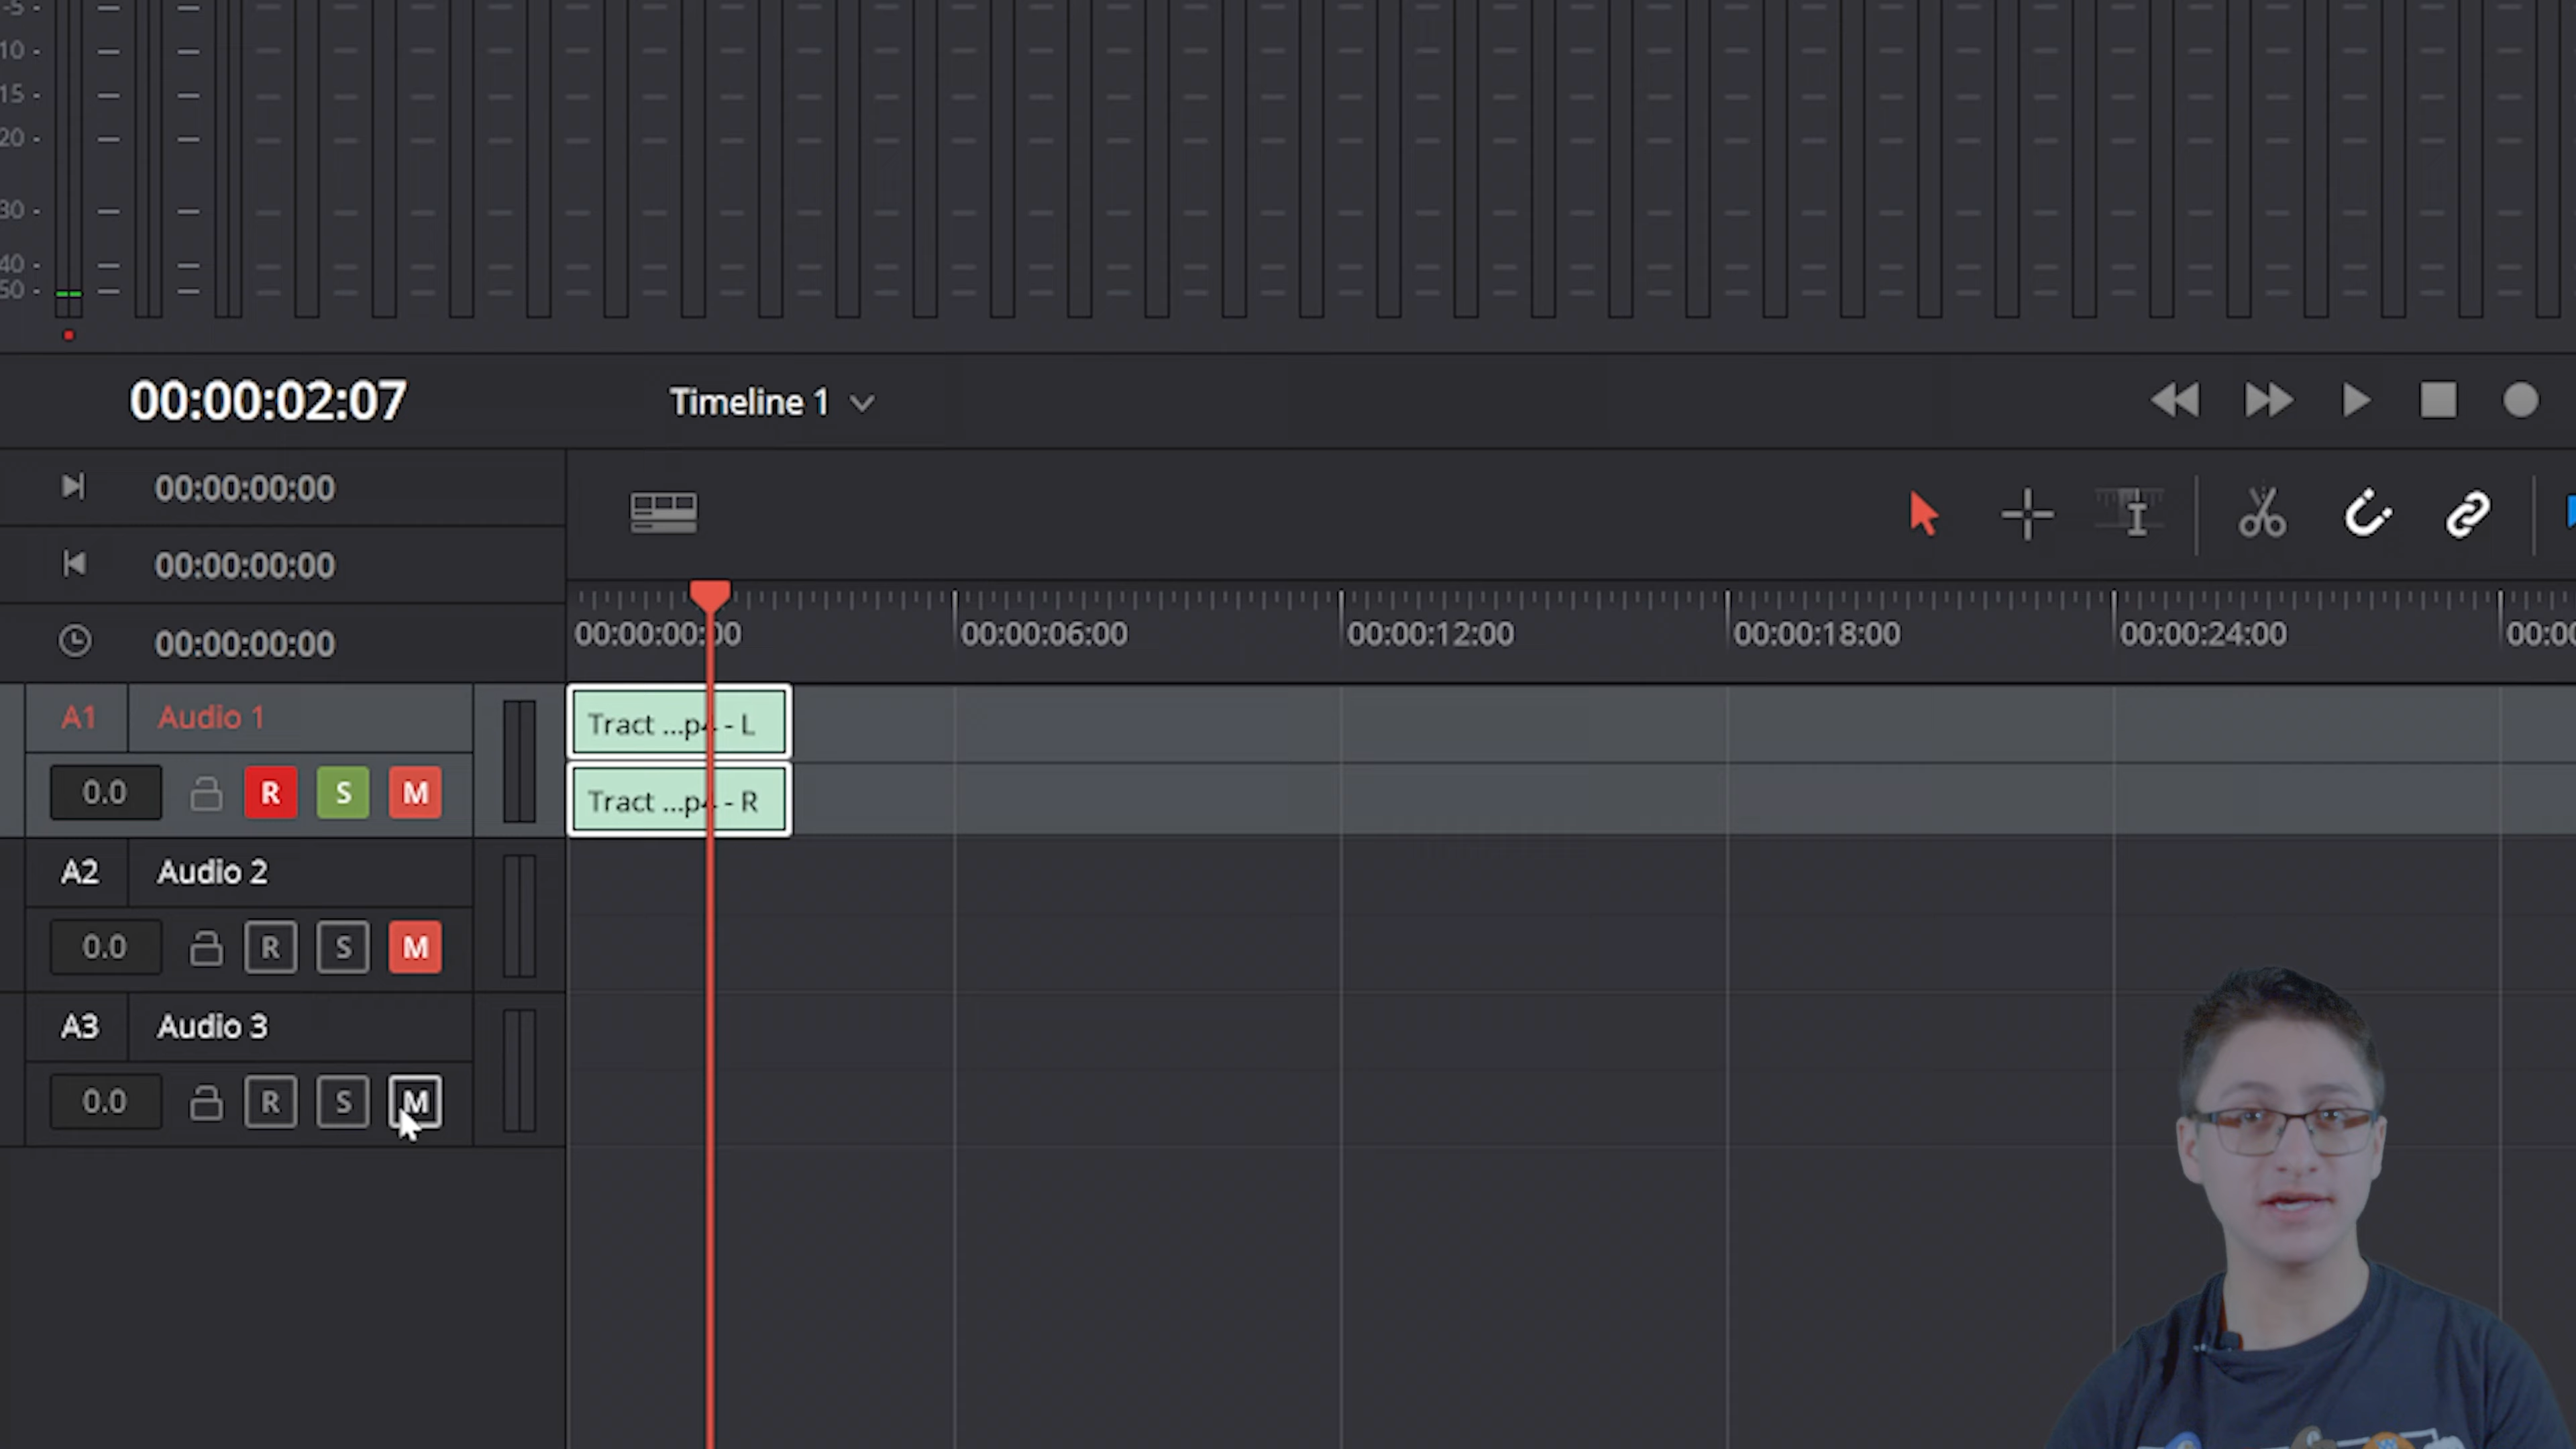 -5 -
10 -
15 -
20 -
30 -
40 -
50 -
00:00:02:07 Timeline 1
00:00:00:00
00:00:00:00
00:00:00:00
00:00:00:00 00:00:06:00 00:00:12:00 00:00:18:00 00:00:24:00
A1 Audio 1
Tract ...p4 - L
0.0 R S M
Tract ...p4 - R
A2 Audio 2
0.0 R S M
A3 Audio 3
0.0 R S M